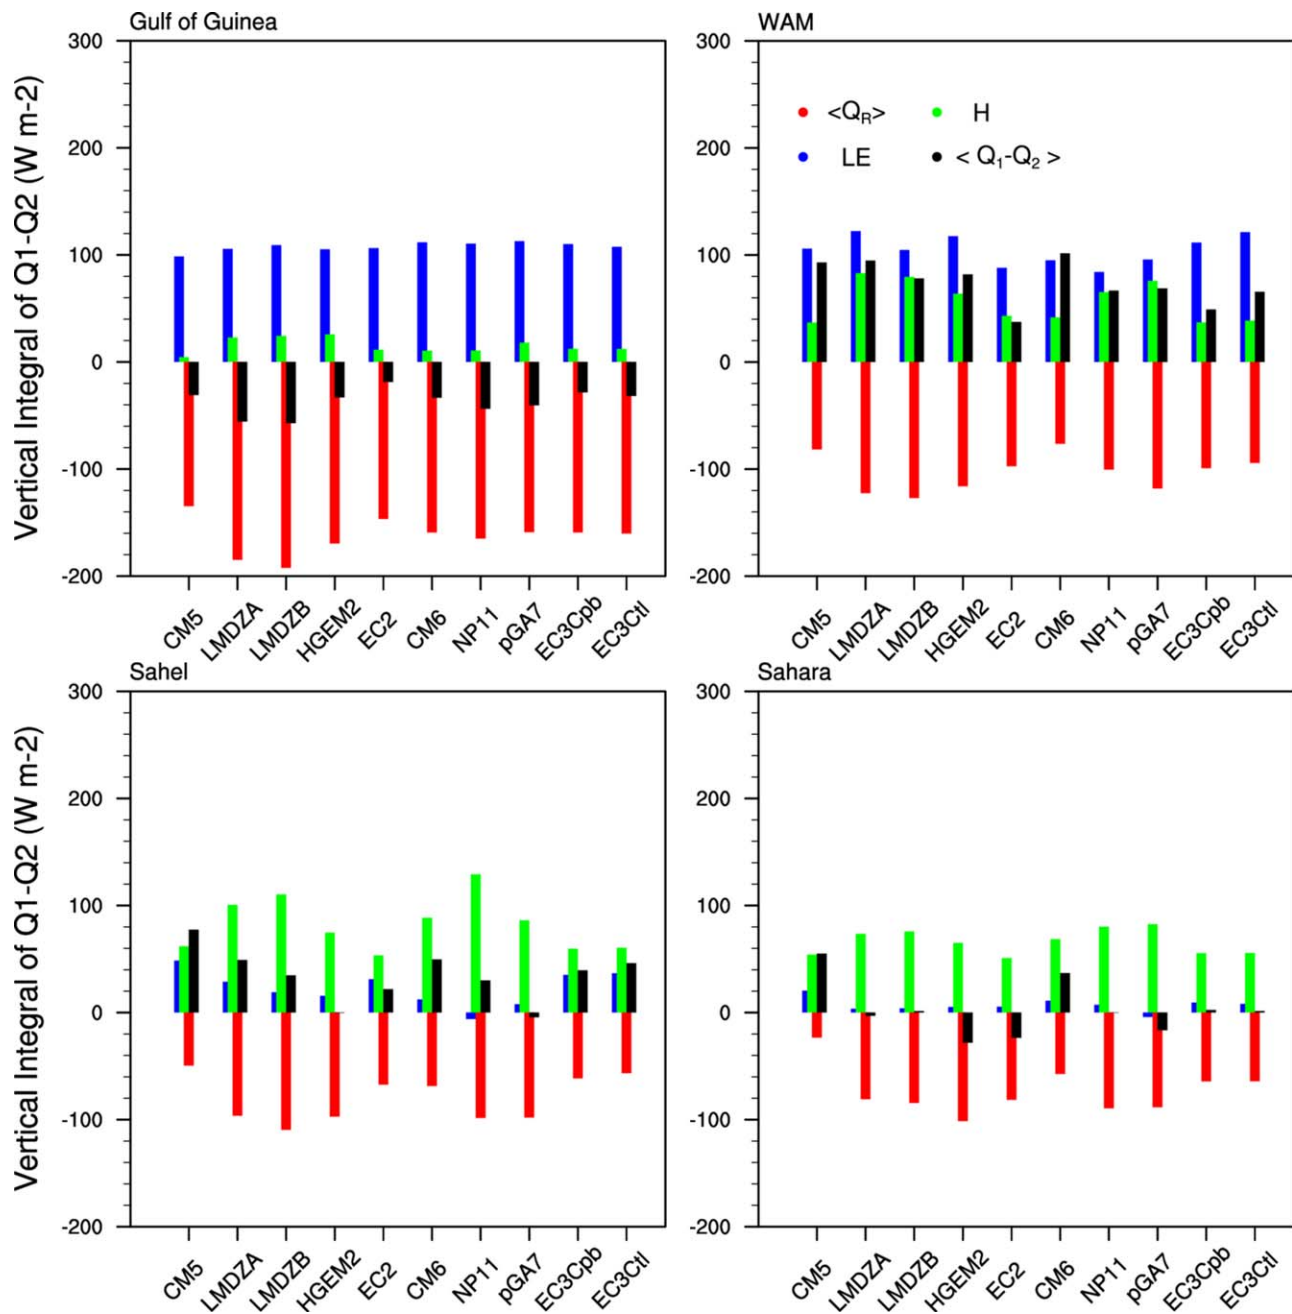 Gulf of Guinea
Vertical Integral of Q1-Q2 (W m-2)
300
200
100
0
-100
-200
CM5
LMDZA
LMDZB
HGEM2
EC2
CM6
NP11
pGA7
EC3Cpb
EC3Ctl
WAM
300
200
100
0
-100
-200
<QR>
H
LE
< Q1-Q2 >
CM5
LMDZA
LMDZB
HGEM2
EC2
CM6
NP11
pGA7
EC3Cpb
EC3Ctl
Sahel
Vertical Integral of Q1-Q2 (W m-2)
300
200
100
0
-100
-200
CM5
LMDZA
LMDZB
HGEM2
EC2
CM6
NP11
pGA7
EC3Cpb
EC3Ctl
Sahara
300
200
100
0
-100
-200
CM5
LMDZA
LMDZB
HGEM2
EC2
CM6
NP11
pGA7
EC3Cpb
EC3Ctl